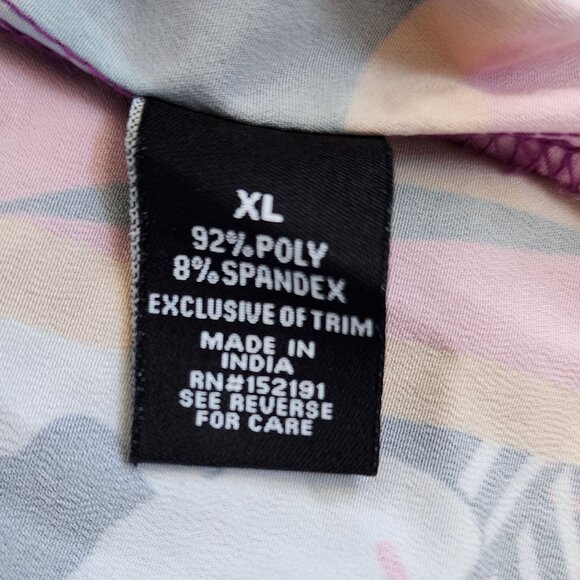 XL
92% POLY
8% SPANDEX
EXCLUSIVE OF TRIM
MADE IN
INDIA
RN#152191
SEE REVERSE
FOR CARE